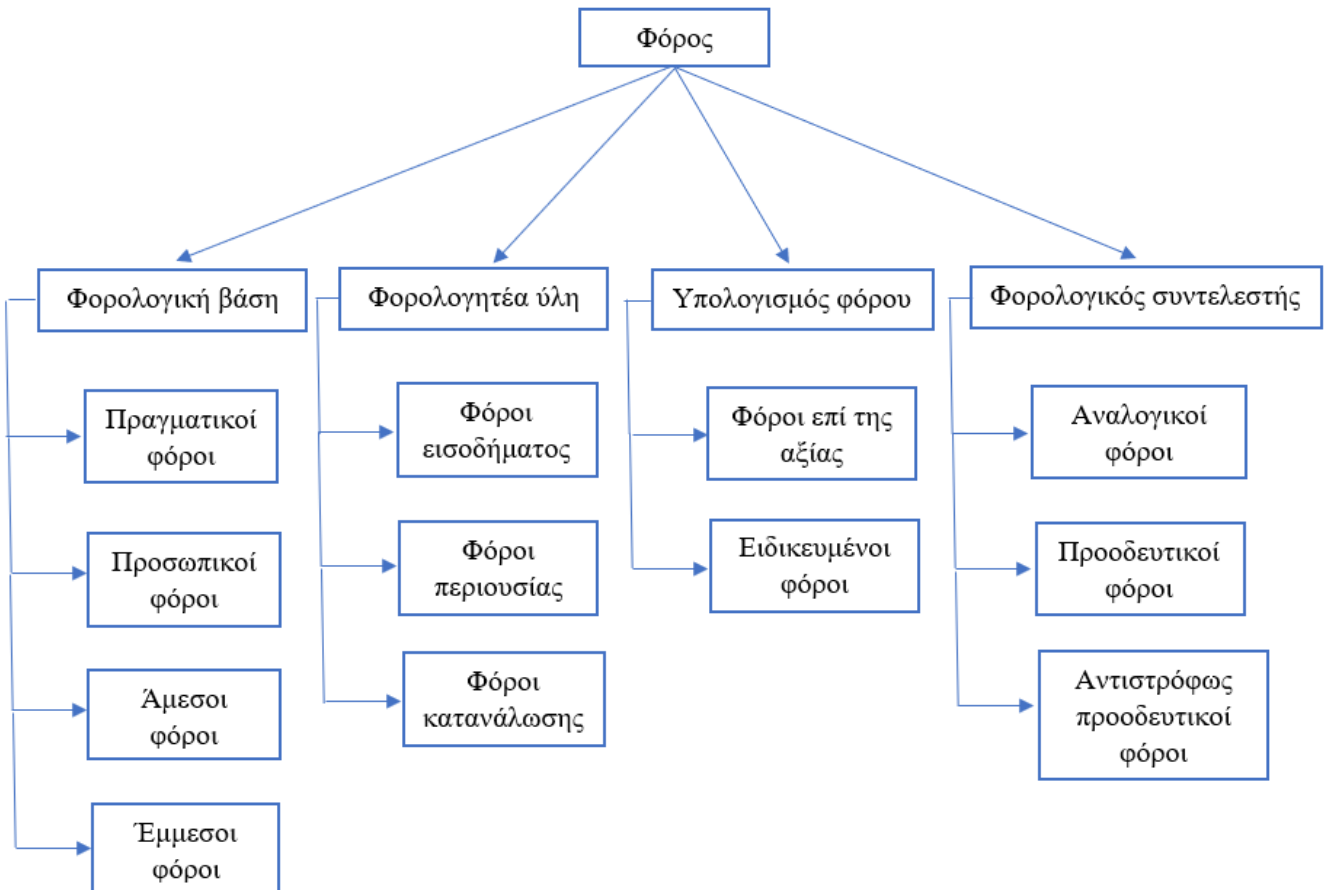 Φόρος
Φορολογική βάση
Πραγματικοί
φόροι
Προσωπικοί
φόροι
Άμεσοι
φόροι
Έμμεσοι
φόροι
Φορολογητέα ύλη
Φόροι
εισοδήματος
Φόροι
περιουσίας
Φόροι
κατανάλωσης
Υπολογισμός φόρου
Φόροι επί της
αξίας
Ειδικευμένοι
φόροι
Φορολογικός συντελεστής
Αναλογικοί
φόροι
Προοδευτικοί
φόροι
Αντιστρόφως
προοδευτικοί
φόροι